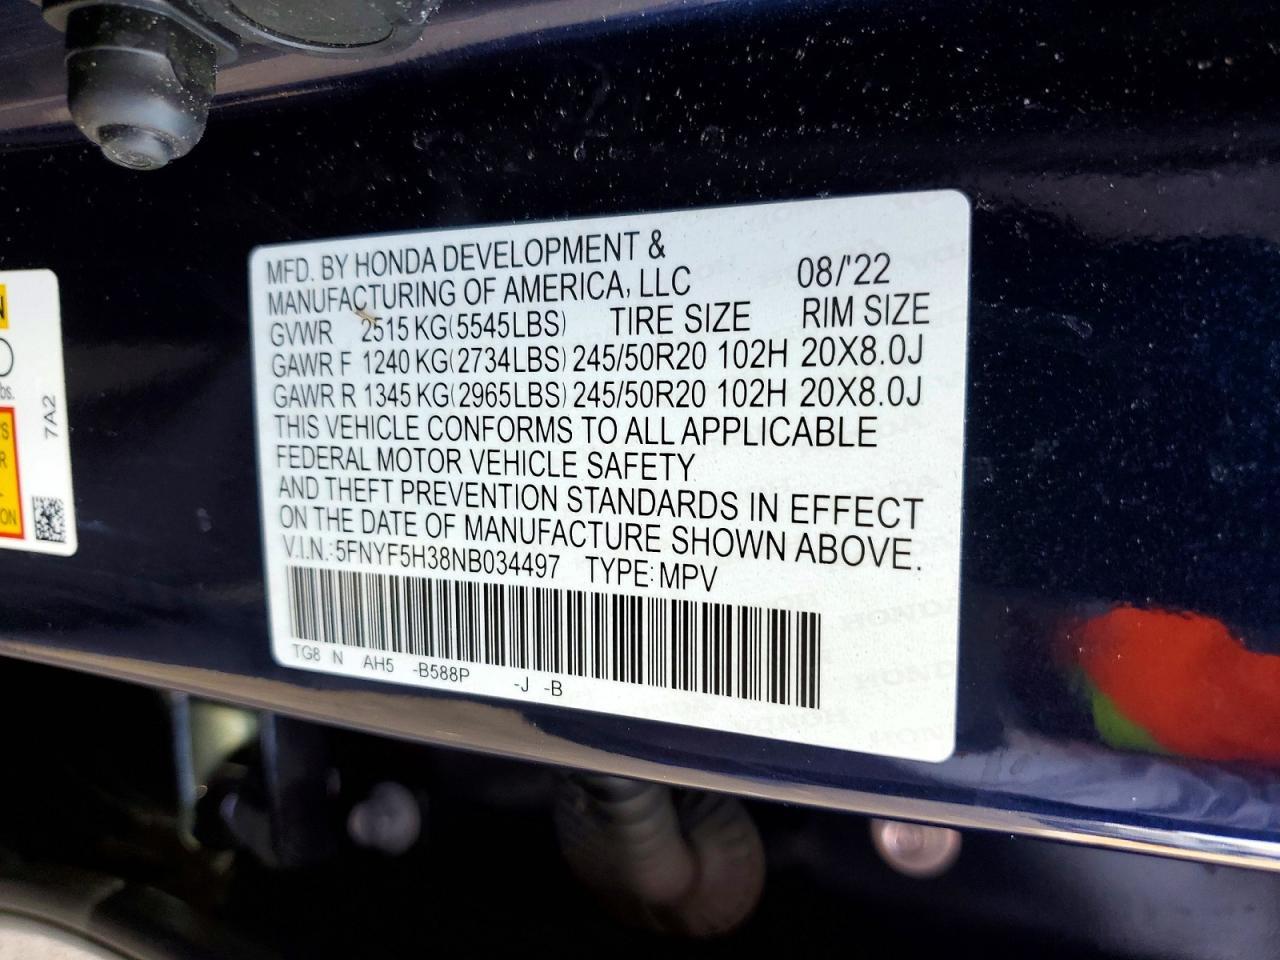 MFD. BY HONDA DEVELOPMENT &
MANUFACTURING OF AMERICA, LLC 08/'22
GVWR 2515 KG(5545LBS) TIRE SIZE RIM SIZE
GAWR F 1240 KG(2734LBS) 245/50R20 102H 20X8.0J
GAWR R 1345 KG(2965LBS) 245/50R20 102H 20X8.0J
THIS VEHICLE CONFORMS TO ALL APPLICABLE
FEDERAL MOTOR VEHICLE SAFETY
AND THEFT PREVENTION STANDARDS IN EFFECT
ON THE DATE OF MANUFACTURE SHOWN ABOVE.
V.I.N.: 5FNYF5H38NB034497 TYPE: MPV
TG8 N AH5 -B588P -J -B
7A2